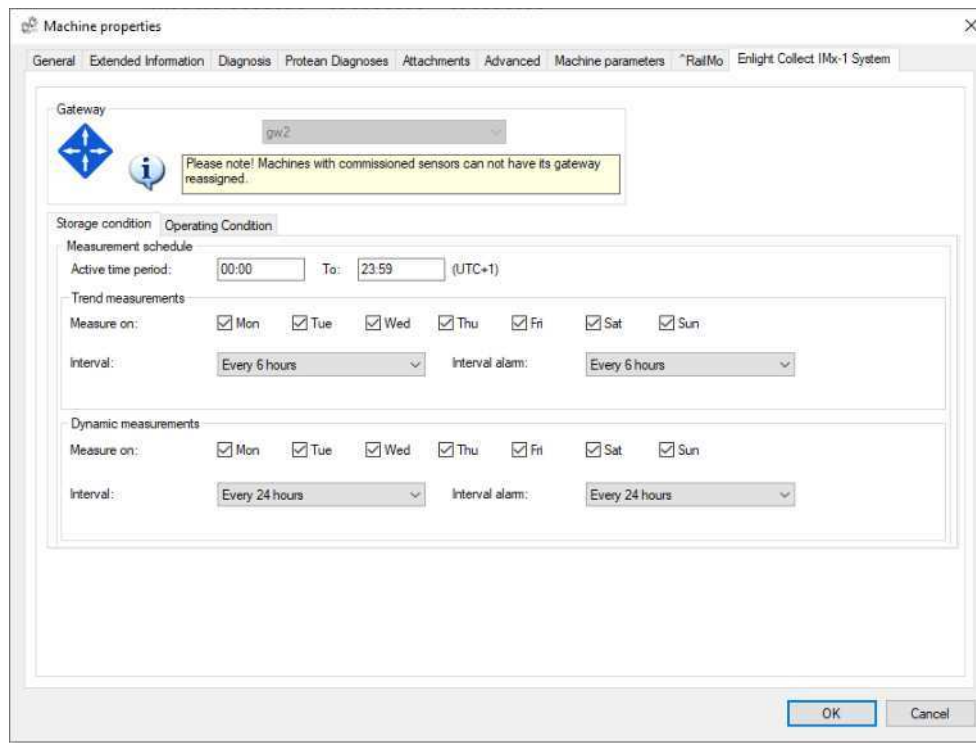 Machine properties
General Extended Information Diagnosis Protean Diagnoses Attachments Advanced Machine parameters ^RailMo Enlight Collect IMx-1 System
Gateway
gw2
Please note! Machines with commissioned sensors can not have its gateway
reassigned.
Storage condition Operating Condition
Measurement schedule
Active time period: 00:00 To: 23:59 (UTC+1)
Trend measurements
Measure on: Mon Tue Wed Thu Fri Sat Sun
Interval: Every 6 hours Interval alarm: Every 6 hours
Dynamic measurements
Measure on: Mon Tue Wed Thu Fri Sat Sun
Interval: Every 24 hours Interval alarm: Every 24 hours
OK Cancel